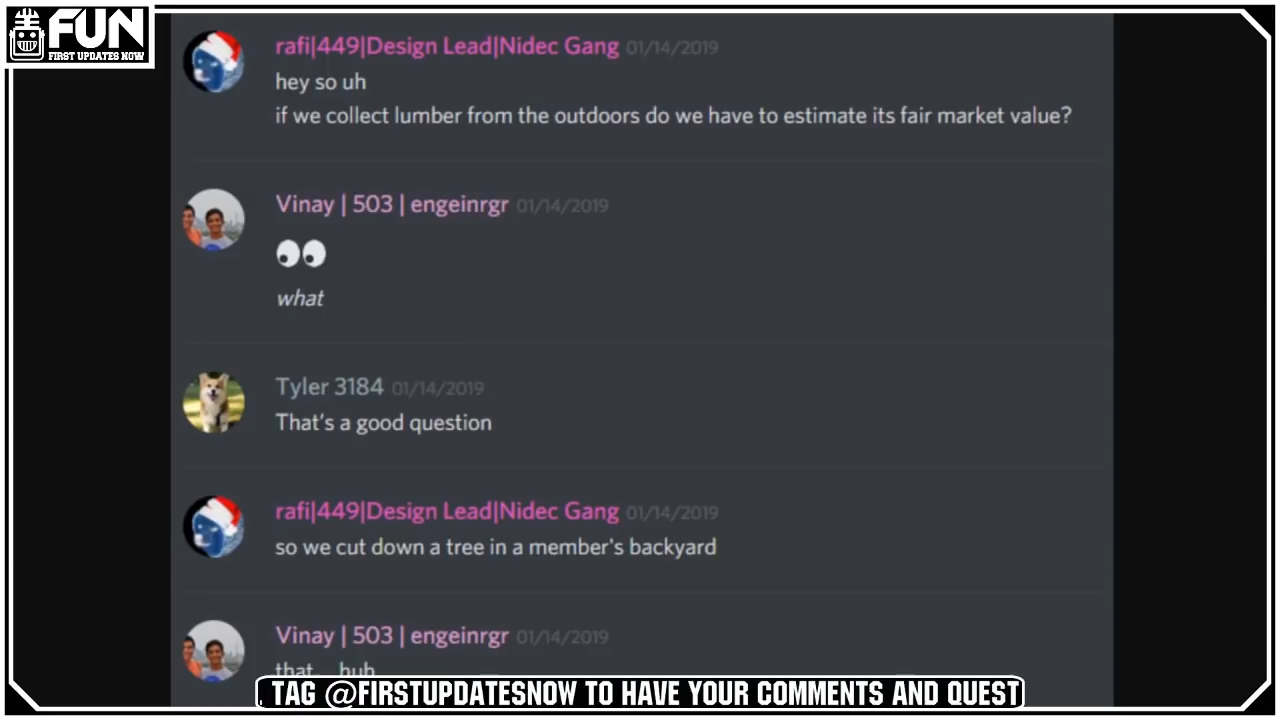 FUN
FIRST UPDATES NOW
rafi|449|Design Lead|Nidec Gang 01/14/2019
hey so uh
if we collect lumber from the outdoors do we have to estimate its fair market value?
Vinay | 503 | engeinrgr 01/14/2019
👀
what
Tyler 3184 01/14/2019
That's a good question
rafi|449|Design Lead|Nidec Gang 01/14/2019
so we cut down a tree in a member's backyard
Vinay | 503 | engeinrgr 01/14/2019
that... huh
. TAG @FIRSTUPDATESNOW TO HAVE YOUR COMMENTS AND QUEST